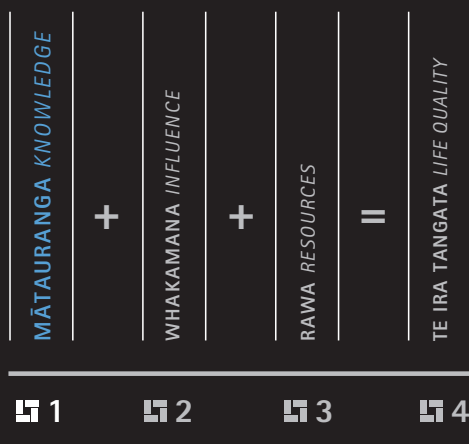 MĀTAURANGA KNOWLEDGE
+
WHAKAMANA INFLUENCE
+
RAWA RESOURCES
=
TE IRA TANGATA LIFE QUALITY
1
2
3
4